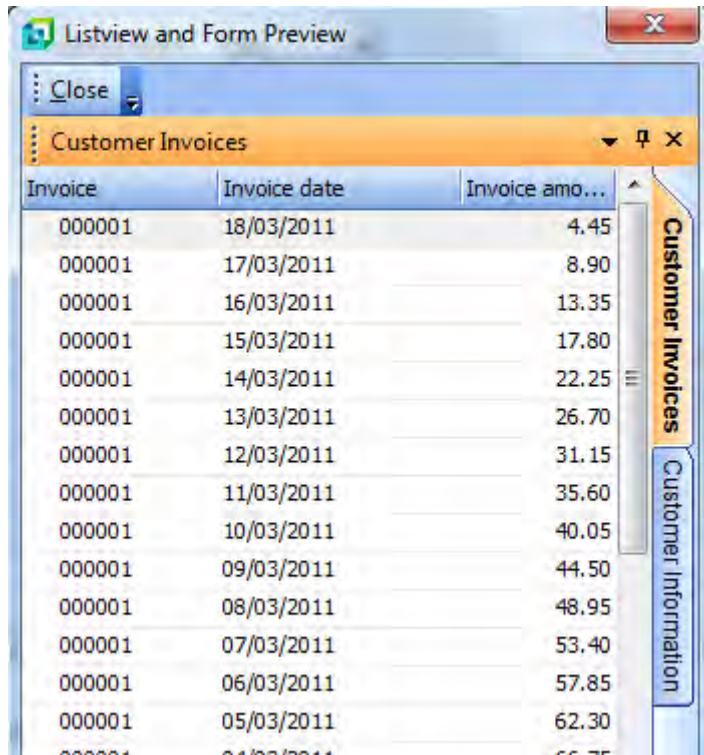 Listview and Form Preview
Close
Customer Invoices
Invoice Invoice date Invoice amo...
000001 18/03/2011 4.45
000001 17/03/2011 8.90
000001 16/03/2011 13.35
000001 15/03/2011 17.80
000001 14/03/2011 22.25
000001 13/03/2011 26.70
000001 12/03/2011 31.15
000001 11/03/2011 35.60
000001 10/03/2011 40.05
000001 09/03/2011 44.50
000001 08/03/2011 48.95
000001 07/03/2011 53.40
000001 06/03/2011 57.85
000001 05/03/2011 62.30
Customer Invoices
Customer Information